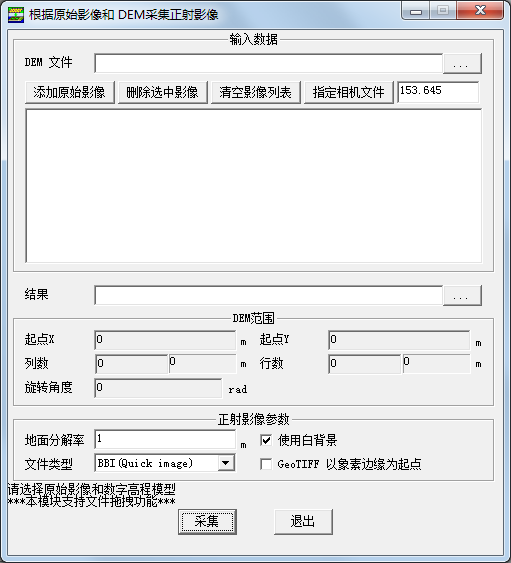 根据原始影像和 DEM采集正射影像
输入数据
DEM 文件 ...
添加原始影像 删除选中影像 清空影像列表 指定相机文件 153.645
结果 ...
DEM范围
起点X 0 m 起点Y 0 m
列数 0 0 m 行数 0 0 m
旋转角度 0 rad
正射影像参数
地面分解率 1 m 使用白背景
文件类型 BBI(Quick image) GeoTIFF 以象素边缘为起点
请选择原始影像和数字高程模型
***本模块支持文件拖拽功能***
采集 退出